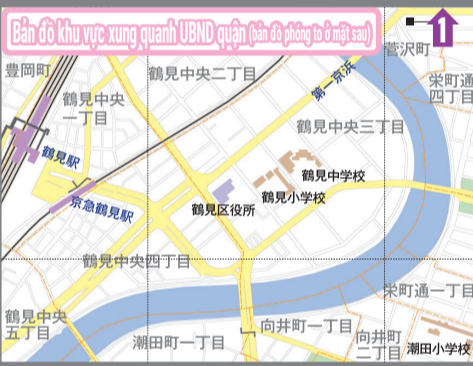 Bản đồ khu vực xung quanh UBND quận (bản đồ phóng to ở mặt sau)
1
菅沢町
豊岡町
鶴見中央二丁目
栄町通
四丁目
鶴見中央
一丁目
第一京浜
鶴見中央三丁目
鶴見駅
鶴見中学校
鶴見小学校
京急鶴見駅
鶴見区役所
鶴見中央四丁目
栄町通一丁目
鶴見中央
五丁目
向井町一丁目
潮田町一丁目
向井町
二丁目
潮田小学校